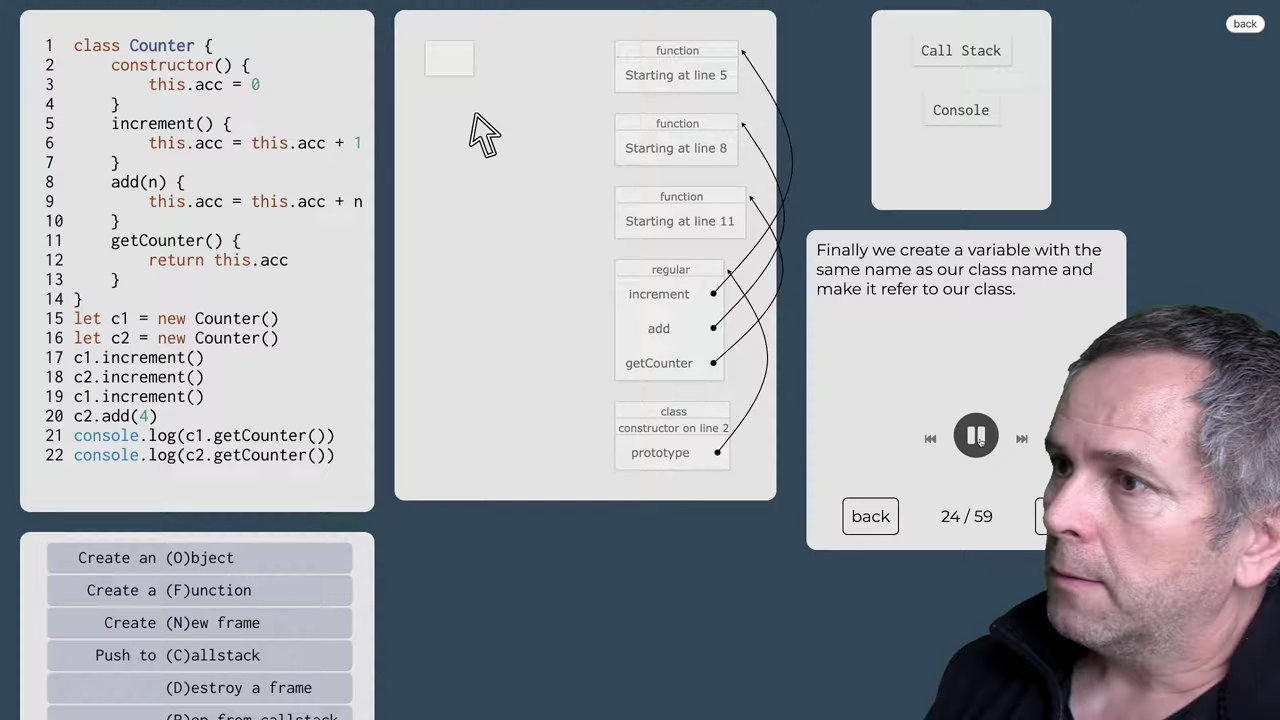 1 class Counter {
2 constructor() {
3 this.acc = 0
4 }
5 increment() {
6 this.acc = this.acc + 1
7 }
8 add(n) {
9 this.acc = this.acc + n
10 }
11 getCounter() {
12 return this.acc
13 }
14 }
15 let c1 = new Counter()
16 let c2 = new Counter()
17 c1.increment()
18 c2.increment()
19 c1.increment()
20 c2.add(4)
21 console.log(c1.getCounter())
22 console.log(c2.getCounter())
Create an (O)bject
Create a (F)unction
Create (N)ew frame
Push to (C)allstack
(D)estroy a frame
(P)op from callstack
function
Starting at line 5
function
Starting at line 8
function
Starting at line 11
regular
increment
add
getCounter
class
constructor on line 2
prototype
Call Stack
Console
back
Finally we create a variable with the
same name as our class name and
make it refer to our class.
back
24 / 59